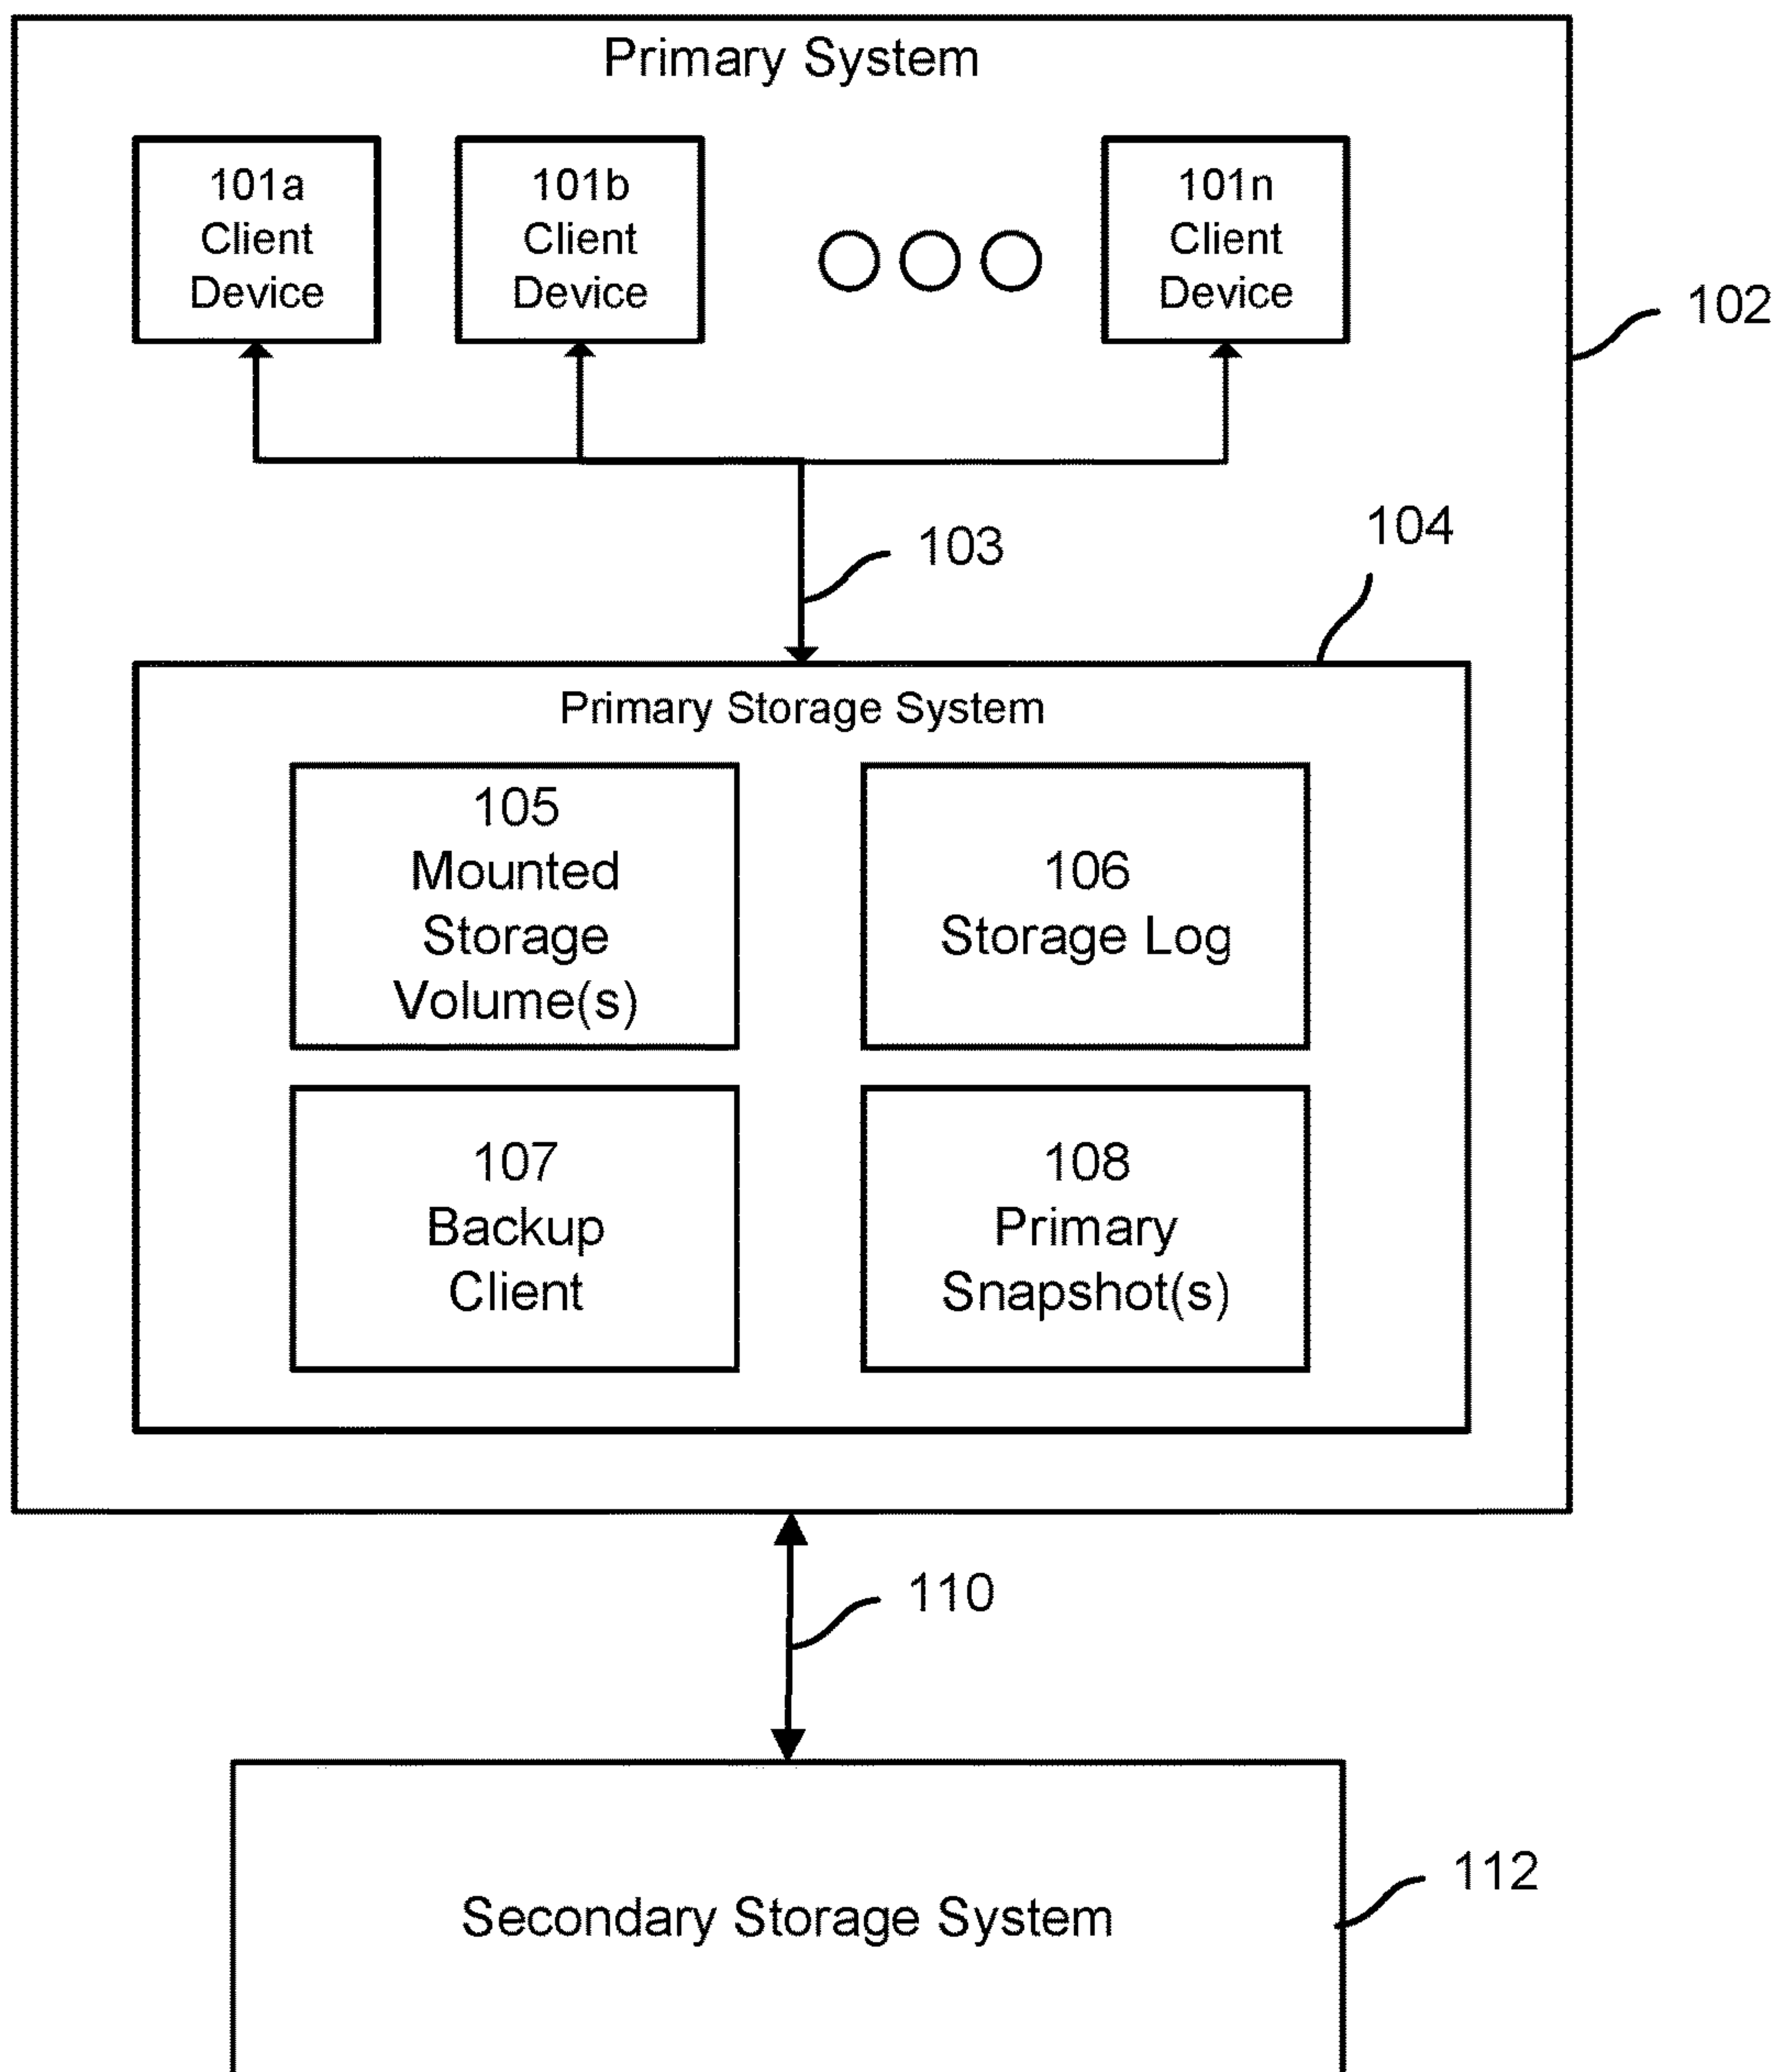 Primary System
101a
Client
Device
101b
Client
Device
101n
Client
Device
102
103
104
Primary Storage System
105
Mounted
Storage
Volume(s)
106
Storage Log
107
Backup
Client
108
Primary
Snapshot(s)
110
112
Secondary Storage System